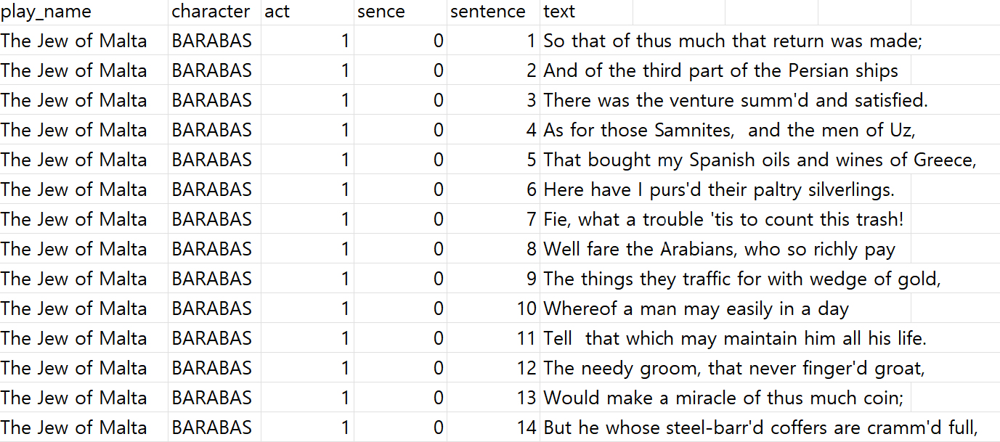 play_name character act sence sentence text
The Jew of Malta BARABAS 1 0 1 So that of thus much that return was made;
The Jew of Malta BARABAS 1 0 2 And of the third part of the Persian ships
The Jew of Malta BARABAS 1 0 3 There was the venture summ'd and satisfied.
The Jew of Malta BARABAS 1 0 4 As for those Samnites,  and the men of Uz,
The Jew of Malta BARABAS 1 0 5 That bought my Spanish oils and wines of Greece,
The Jew of Malta BARABAS 1 0 6 Here have I purs'd their paltry silverlings.
The Jew of Malta BARABAS 1 0 7 Fie, what a trouble 'tis to count this trash!
The Jew of Malta BARABAS 1 0 8 Well fare the Arabians, who so richly pay
The Jew of Malta BARABAS 1 0 9 The things they traffic for with wedge of gold,
The Jew of Malta BARABAS 1 0 10 Whereof a man may easily in a day
The Jew of Malta BARABAS 1 0 11 Tell  that which may maintain him all his life.
The Jew of Malta BARABAS 1 0 12 The needy groom, that never finger'd groat,
The Jew of Malta BARABAS 1 0 13 Would make a miracle of thus much coin;
The Jew of Malta BARABAS 1 0 14 But he whose steel-barr'd coffers are cramm'd full,